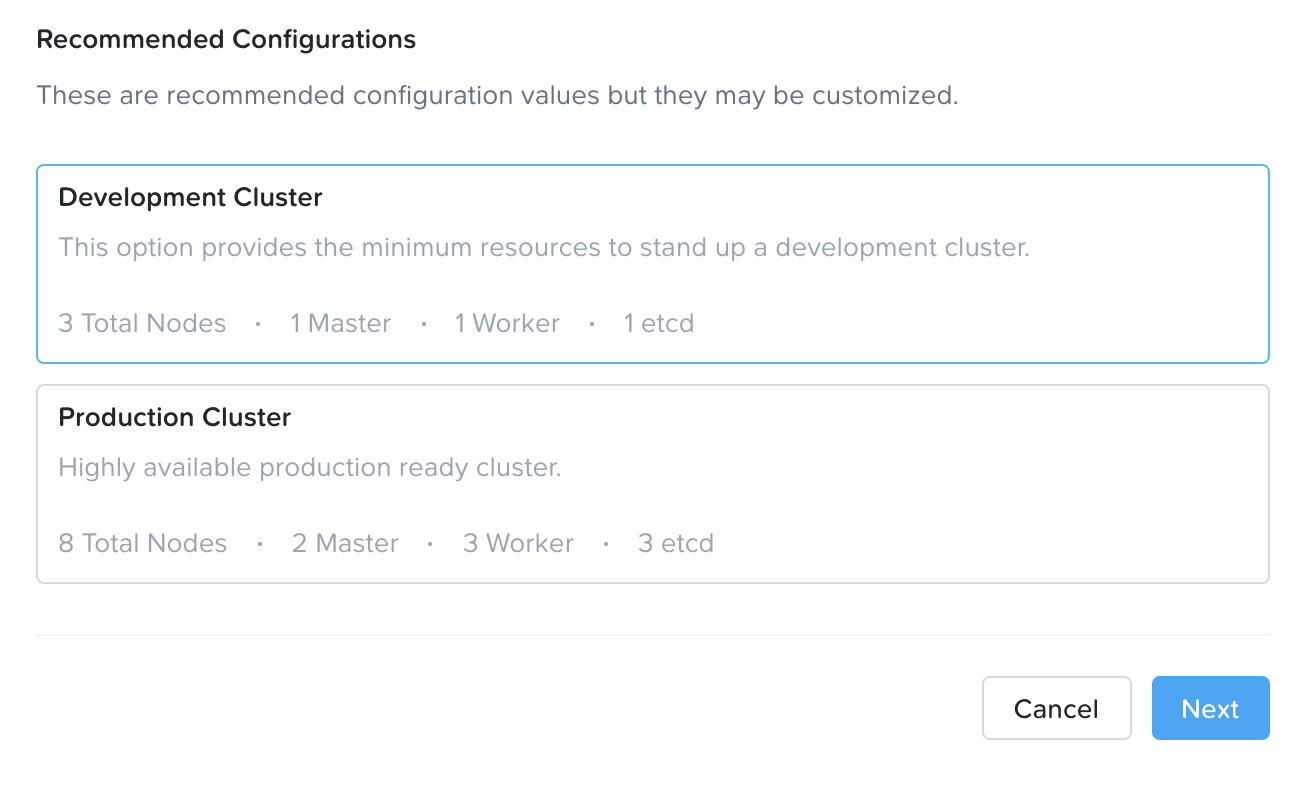 Recommended Configurations
These are recommended configuration values but they may be customized.
Development Cluster
This option provides the minimum resources to stand up a development cluster.
3 Total Nodes · 1 Master · 1 Worker · 1 etcd
Production Cluster
Highly available production ready cluster.
8 Total Nodes · 2 Master · 3 Worker · 3 etcd
Cancel Next